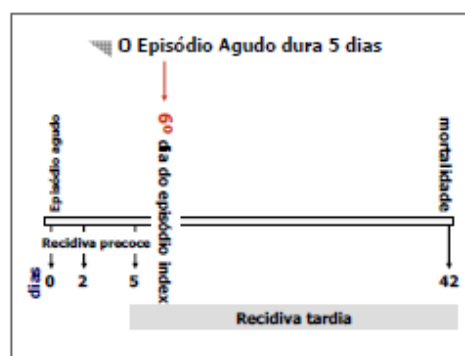 O Episódio Agudo dura 5 dias
6º dia do episódio index
Episódio agudo
mortalidade
Recidiva precoce
dias
0 2 5 42
Recidiva tardia